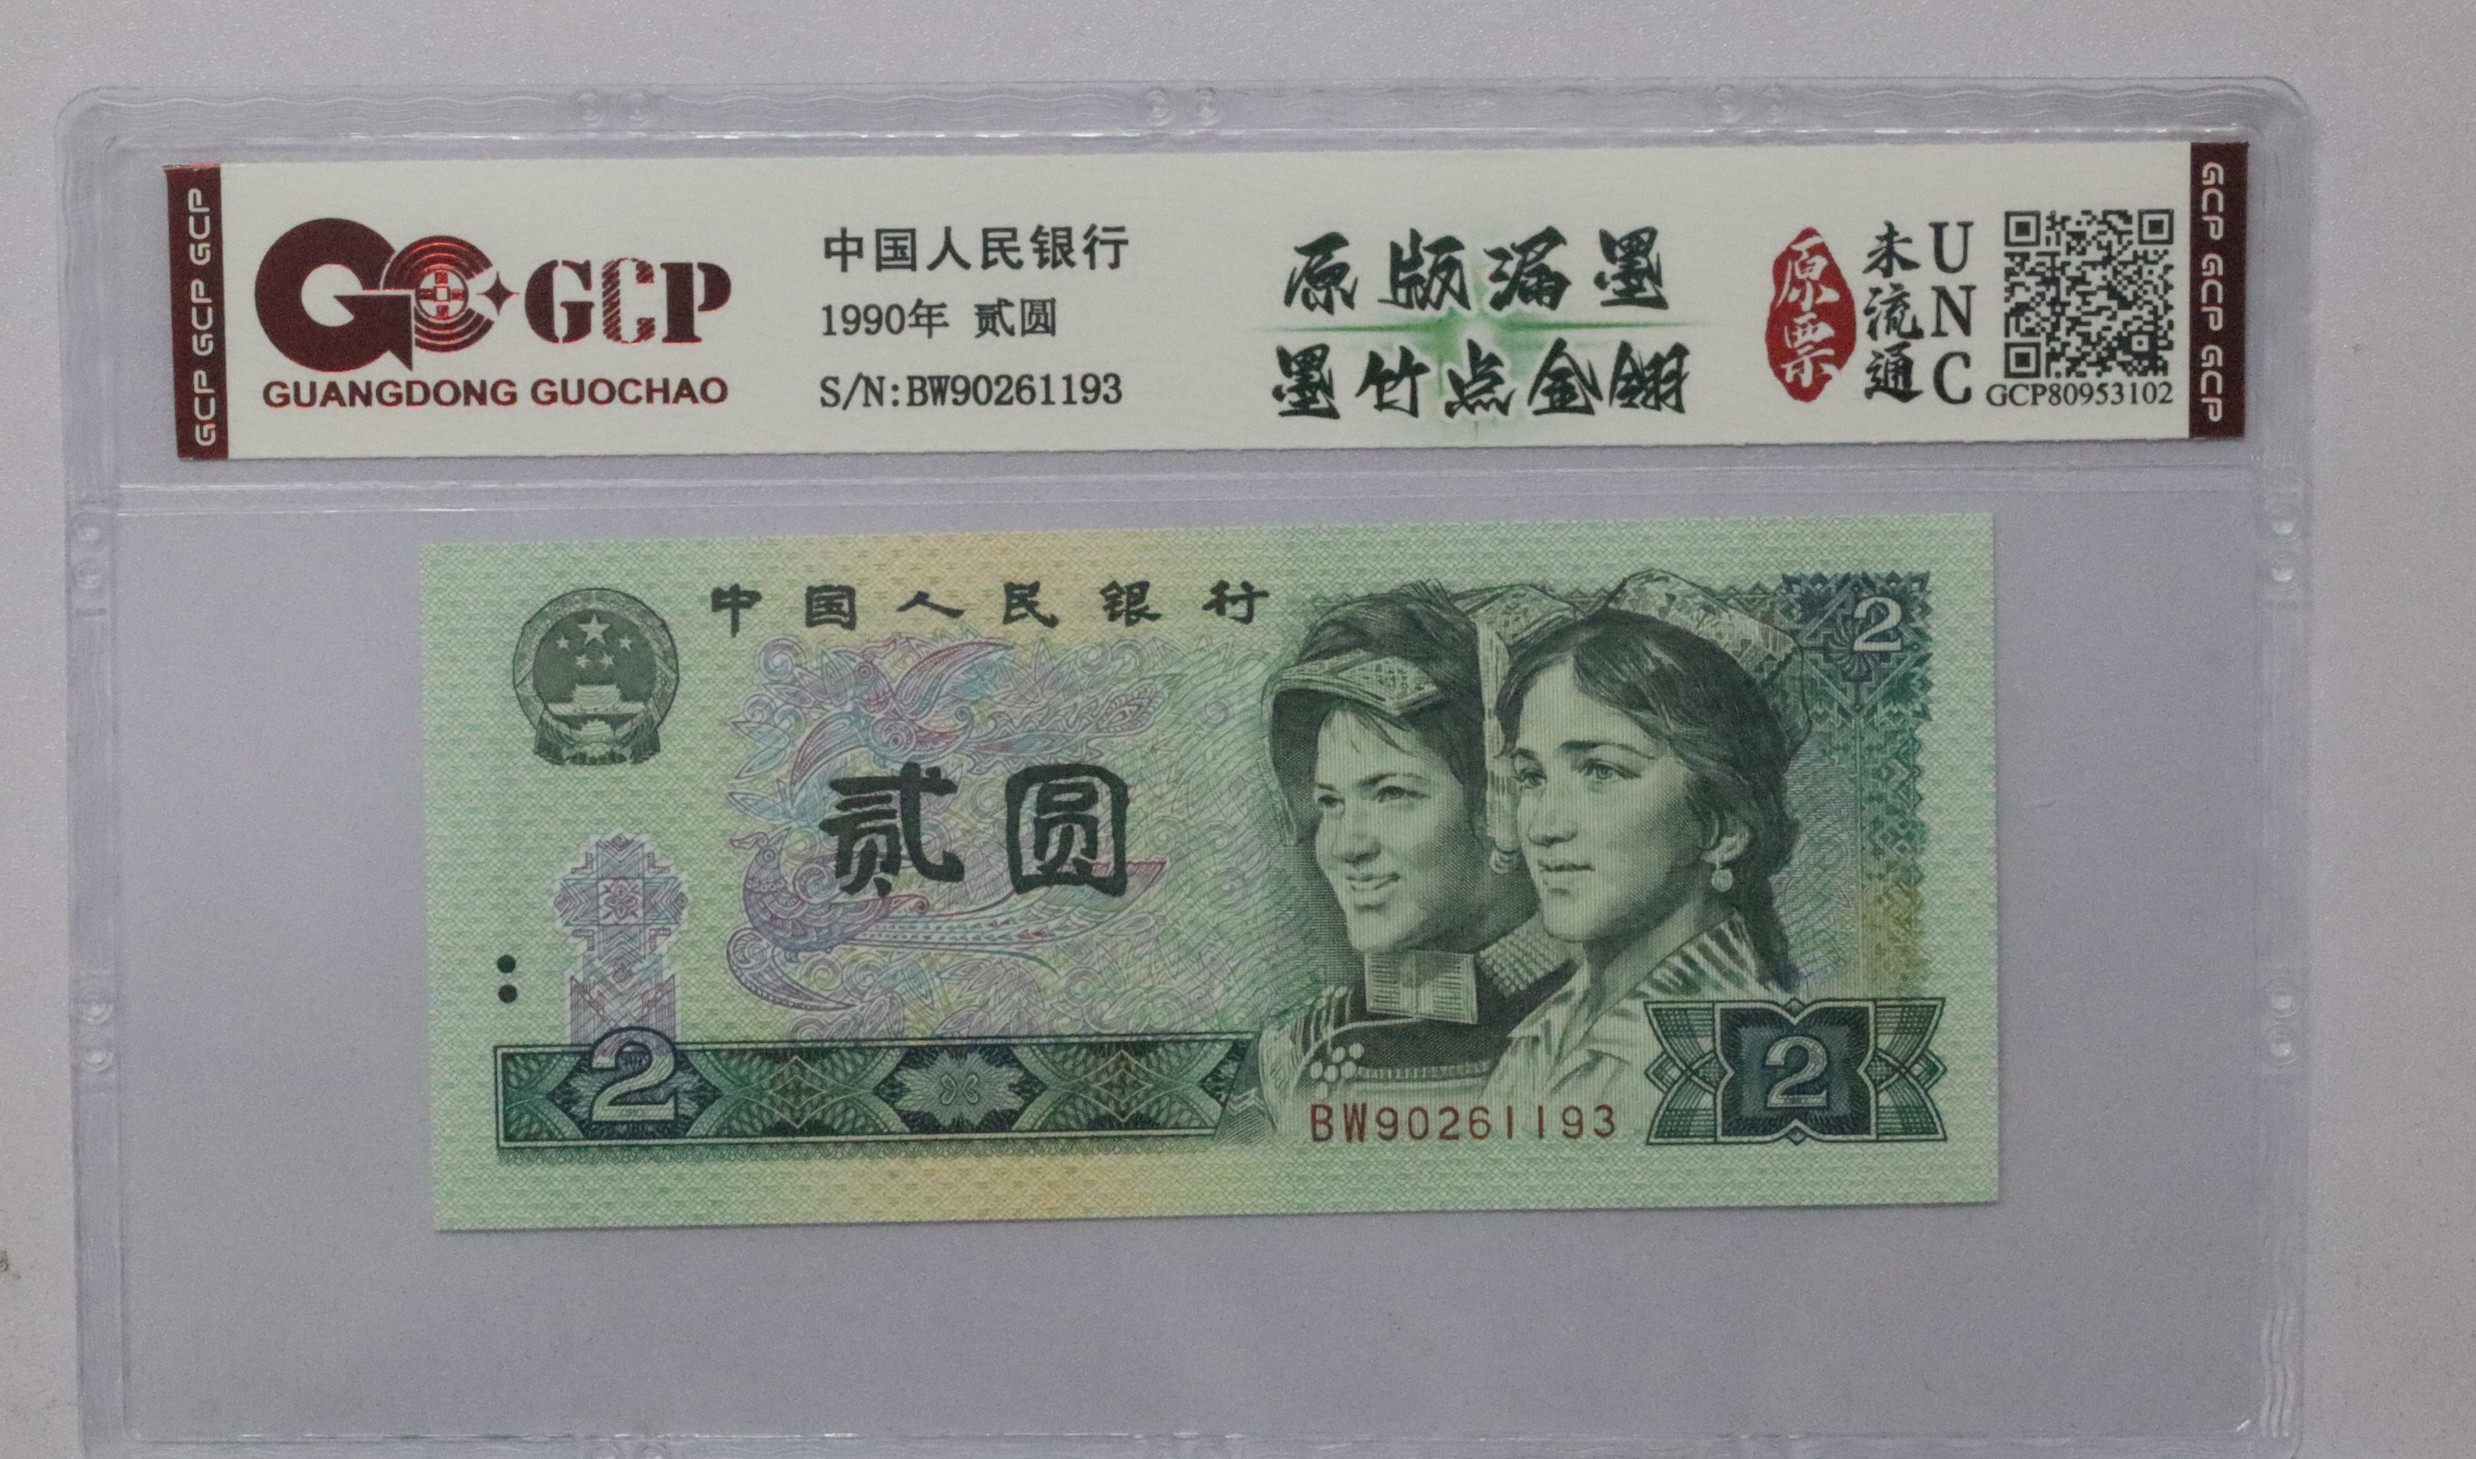 GCP GCP GCP
GCP
GUANGDONG GUOCHAO
中国人民银行
1990年 贰圆
S/N:BW90261193
原版漏墨
墨竹点金翎
原票
未流通
UNC
GCP80953102
GCP GCP GCP
中国人民银行
2
贰圆
2
2
BW90261193